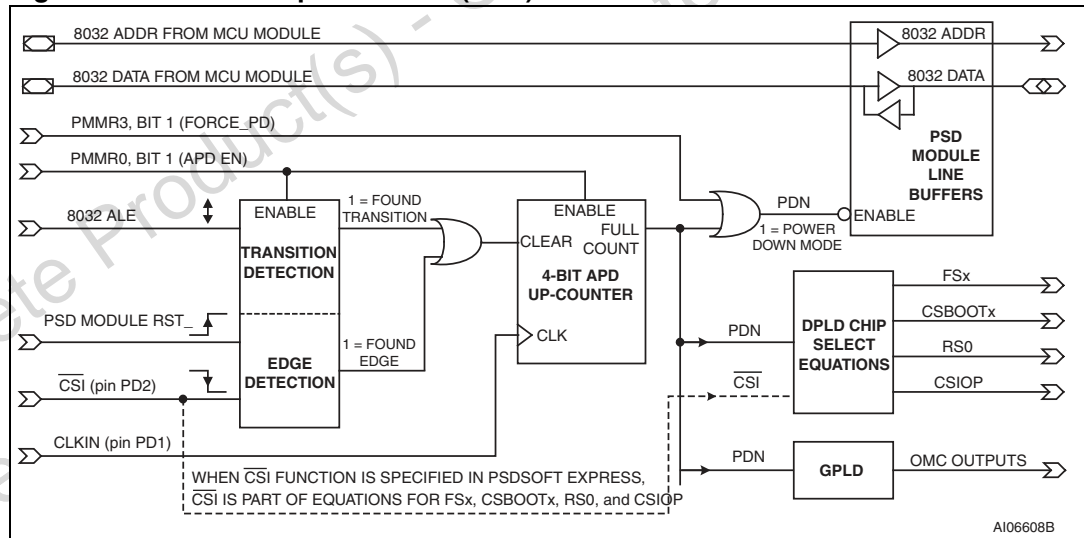 8032 ADDR FROM MCU MODULE
8032 ADDR
8032 DATA FROM MCU MODULE
8032 DATA
PSD
MODULE
LINE
BUFFERS
ENABLE
PMMR3, BIT 1 (FORCE_PD)
PMMR0, BIT 1 (APD EN)
8032 ALE
ENABLE
TRANSITION
DETECTION
1 = FOUND
TRANSITION
EDGE
DETECTION
1 = FOUND
EDGE
ENABLE
FULL
COUNT
CLEAR
4-BIT APD
UP-COUNTER
CLK
PDN
1 = POWER
DOWN MODE
PSD MODULE RST_
CSI (pin PD2)
CLKIN (pin PD1)
PDN
CSI
DPLD CHIP
SELECT
EQUATIONS
FSx
CSBOOTx
RS0
CSIOP
PDN
GPLD
OMC OUTPUTS
WHEN CSI FUNCTION IS SPECIFIED IN PSDSOFT EXPRESS,
CSI IS PART OF EQUATIONS FOR FSx, CSBOOTx, RS0, and CSIOP
AI06608B
ete Product(s) -